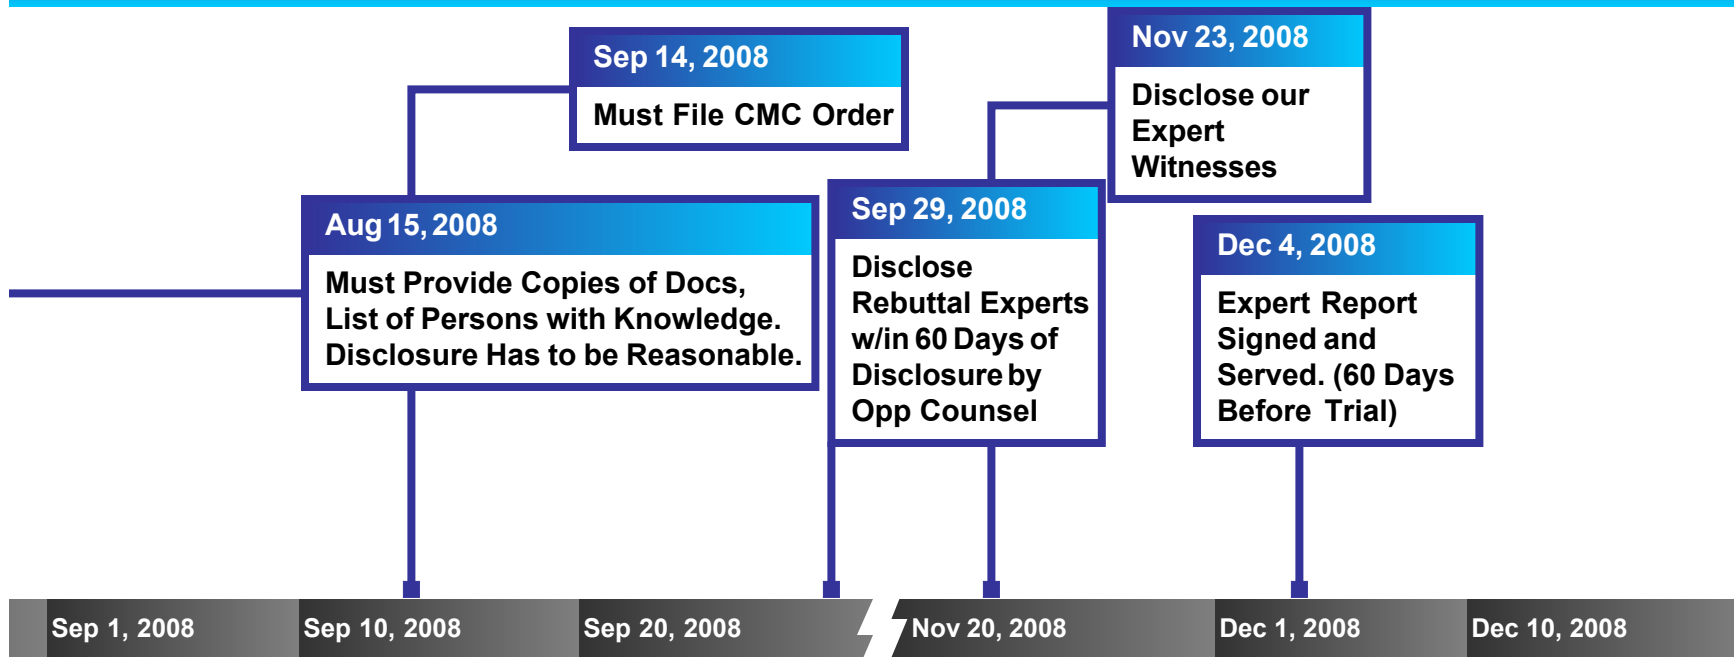 Sep 14, 2008
Must File CMC Order
Nov 23, 2008
Disclose our
Expert
Witnesses
Aug 15, 2008
Must Provide Copies of Docs,
List of Persons with Knowledge.
Disclosure Has to be Reasonable.
Sep 29, 2008
Disclose
Rebuttal Experts
w/in 60 Days of
Disclosure by
Opp Counsel
Dec 4, 2008
Expert Report
Signed and
Served. (60 Days
Before Trial)
Sep 1, 2008
Sep 10, 2008
Sep 20, 2008
Nov 20, 2008
Dec 1, 2008
Dec 10, 2008